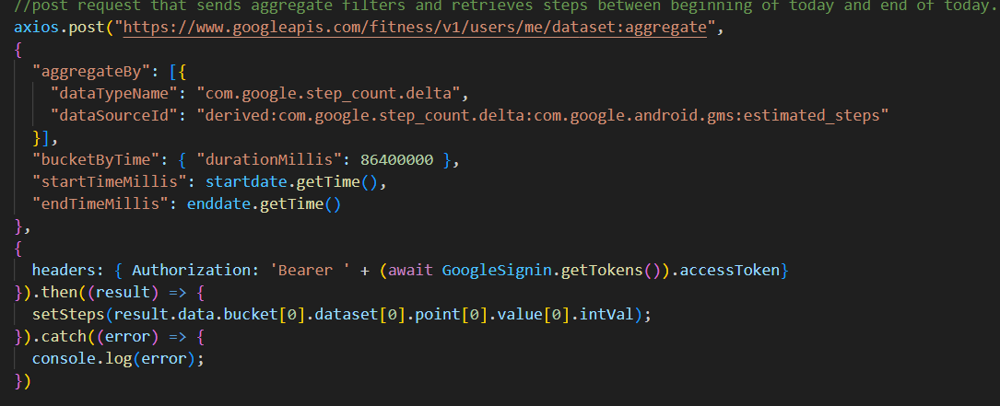 //post request that sends aggregate filters and retrieves steps between beginning of today and end of today.
axios.post("https://www.googleapis.com/fitness/v1/users/me/dataset:aggregate",
{
  "aggregateBy": [{
    "dataTypeName": "com.google.step_count.delta",
    "dataSourceId": "derived:com.google.step_count.delta:com.google.android.gms:estimated_steps"
  }],
  "bucketByTime": { "durationMillis": 86400000 },
  "startTimeMillis": startdate.getTime(),
  "endTimeMillis": enddate.getTime()
},
{
  headers: { Authorization: 'Bearer ' + (await GoogleSignin.getTokens()).accessToken}
}).then((result) => {
  setSteps(result.data.bucket[0].dataset[0].point[0].value[0].intVal);
}).catch((error) => {
  console.log(error);
})